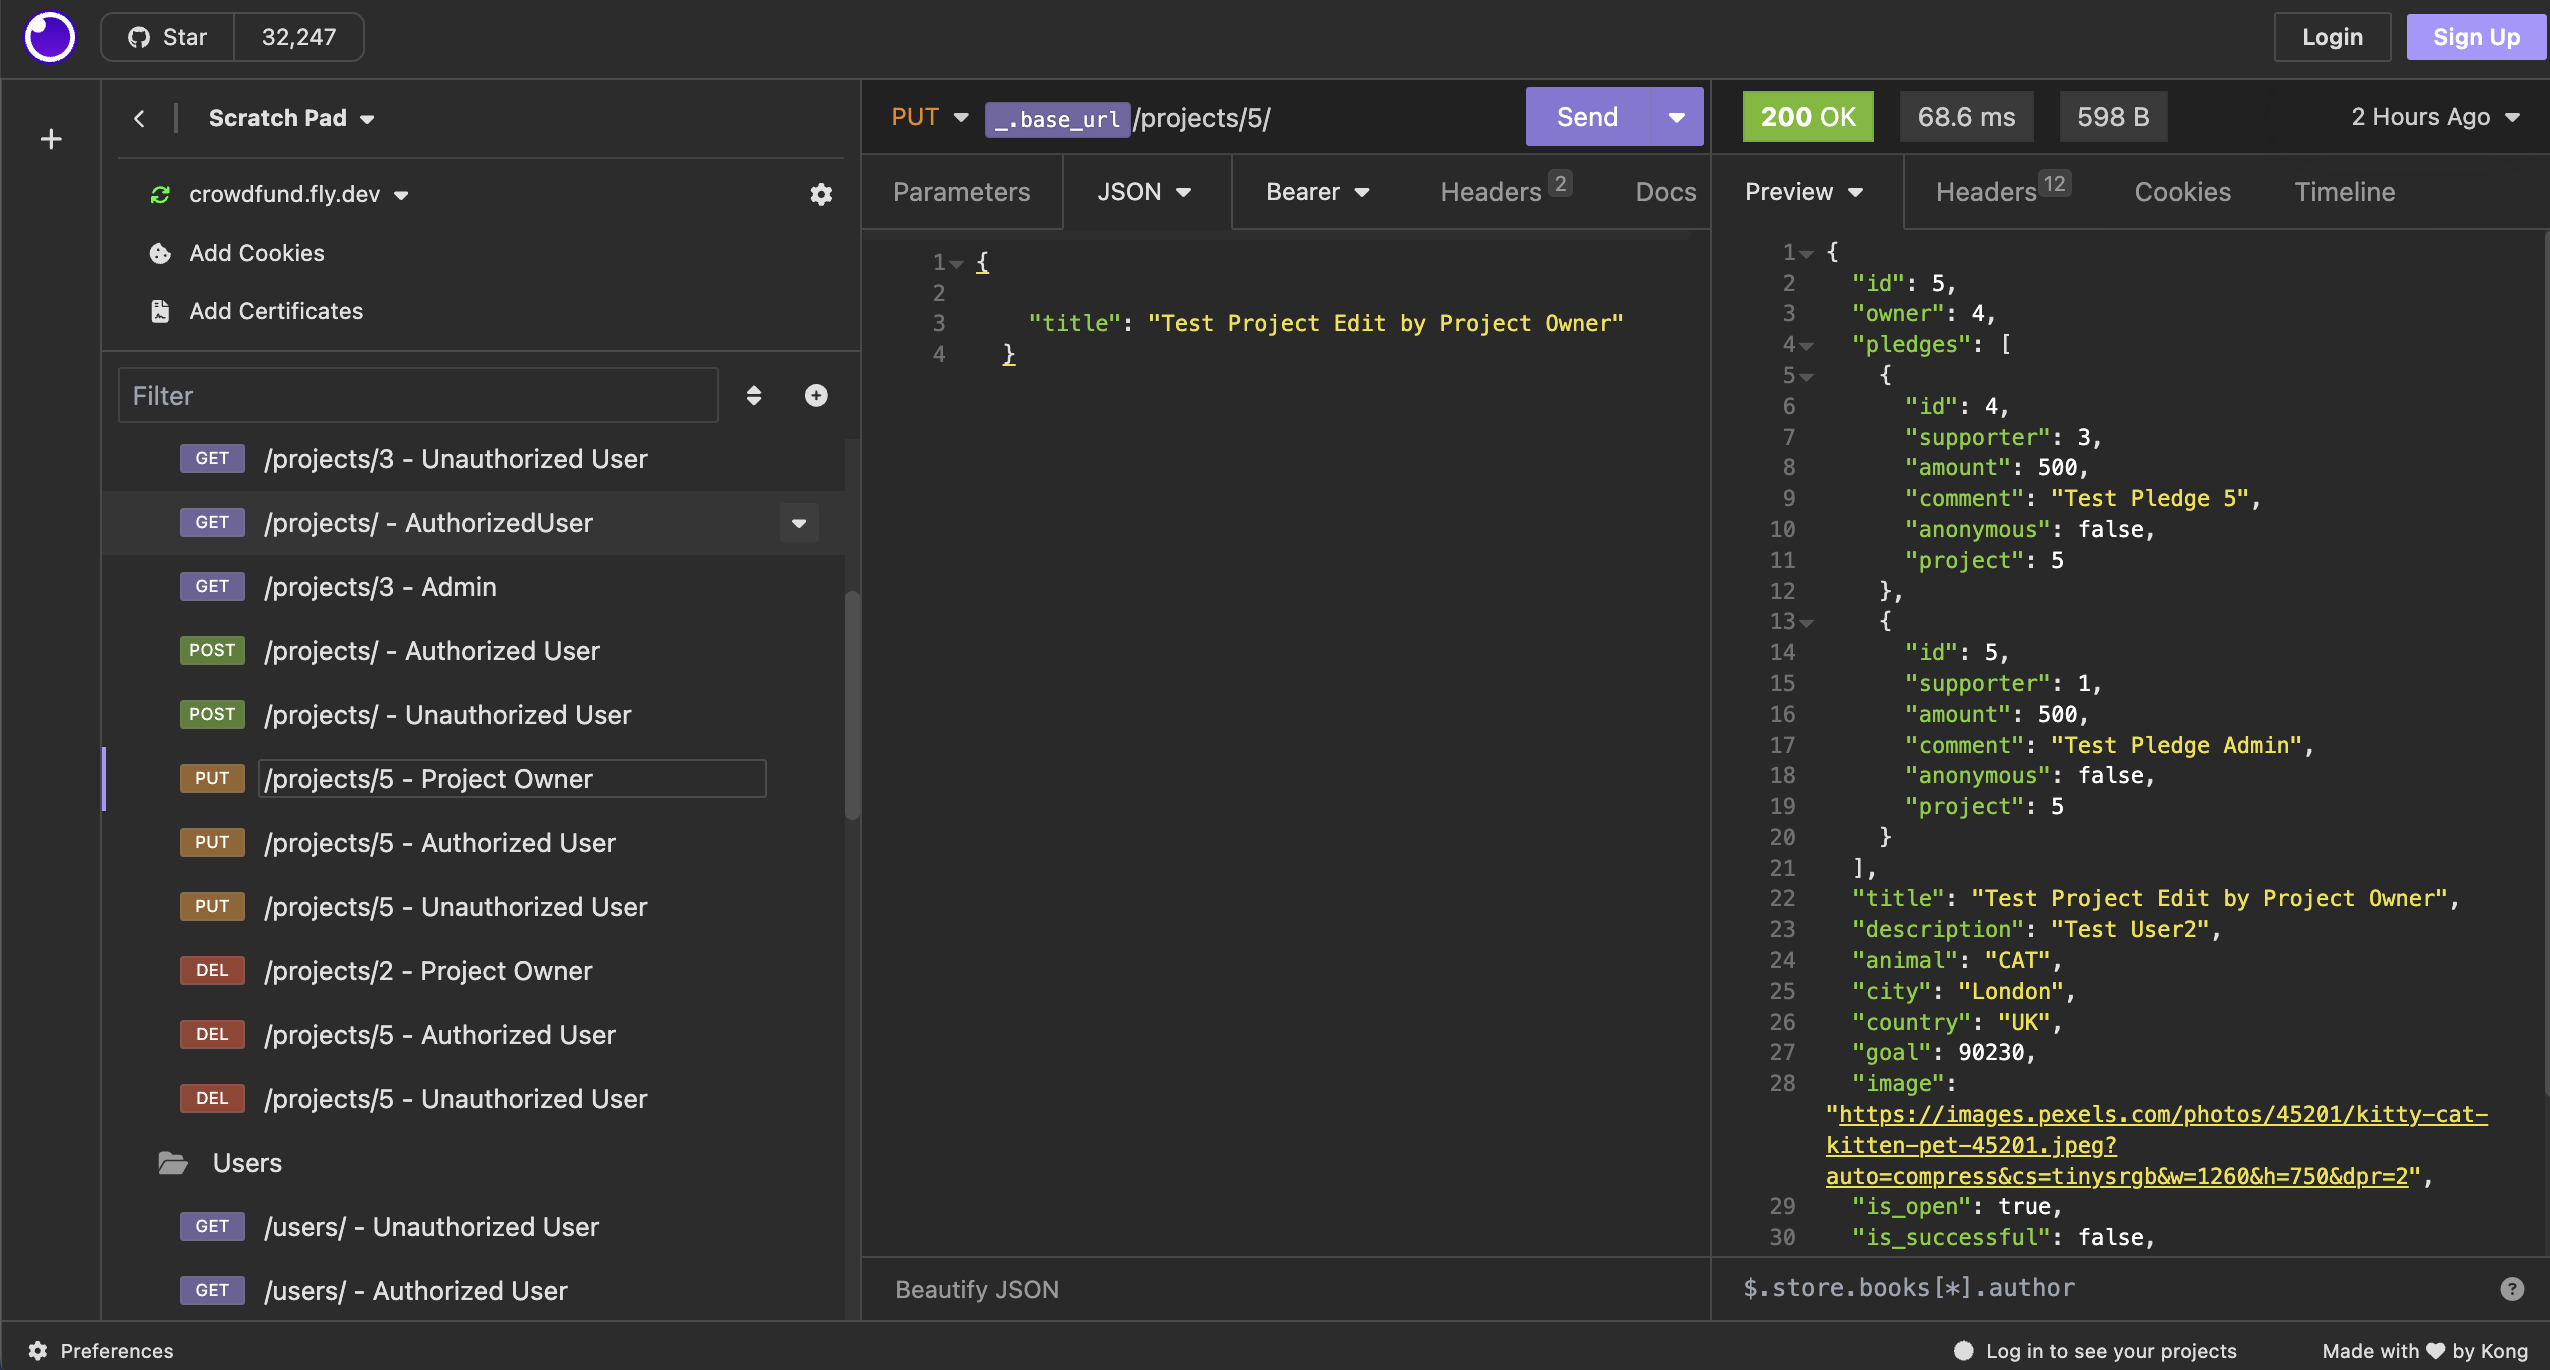 Star 32,247
Login Sign Up
Scratch Pad
crowdfund.fly.dev
Add Cookies
Add Certificates
Filter
GET /projects/3 - Unauthorized User
GET /projects/ - AuthorizedUser
GET /projects/3 - Admin
POST /projects/ - Authorized User
POST /projects/ - Unauthorized User
PUT /projects/5 - Project Owner
PUT /projects/5 - Authorized User
PUT /projects/5 - Unauthorized User
DEL /projects/2 - Project Owner
DEL /projects/5 - Authorized User
DEL /projects/5 - Unauthorized User
Users
GET /users/ - Unauthorized User
GET /users/ - Authorized User
PUT _.base_url /projects/5/ Send
Parameters JSON Bearer Headers 2 Docs
1 {
2
3 "title": "Test Project Edit by Project Owner"
4 }
Beautify JSON
200 OK 68.6 ms 598 B 2 Hours Ago
Preview Headers 12 Cookies Timeline
1 {
2 "id": 5,
3 "owner": 4,
4 "pledges": [
5 {
6 "id": 4,
7 "supporter": 3,
8 "amount": 500,
9 "comment": "Test Pledge 5",
10 "anonymous": false,
11 "project": 5
12 },
13 {
14 "id": 5,
15 "supporter": 1,
16 "amount": 500,
17 "comment": "Test Pledge Admin",
18 "anonymous": false,
19 "project": 5
20 }
21 ],
22 "title": "Test Project Edit by Project Owner",
23 "description": "Test User2",
24 "animal": "CAT",
25 "city": "London",
26 "country": "UK",
27 "goal": 90230,
28 "image":
"https://images.pexels.com/photos/45201/kitty-cat-
kitten-pet-45201.jpeg?
auto=compress&cs=tinysrgb&w=1260&h=750&dpr=2",
29 "is_open": true,
30 "is_successful": false,
$.store.books[*].author
Preferences
Log in to see your projects
Made with ♥ by Kong